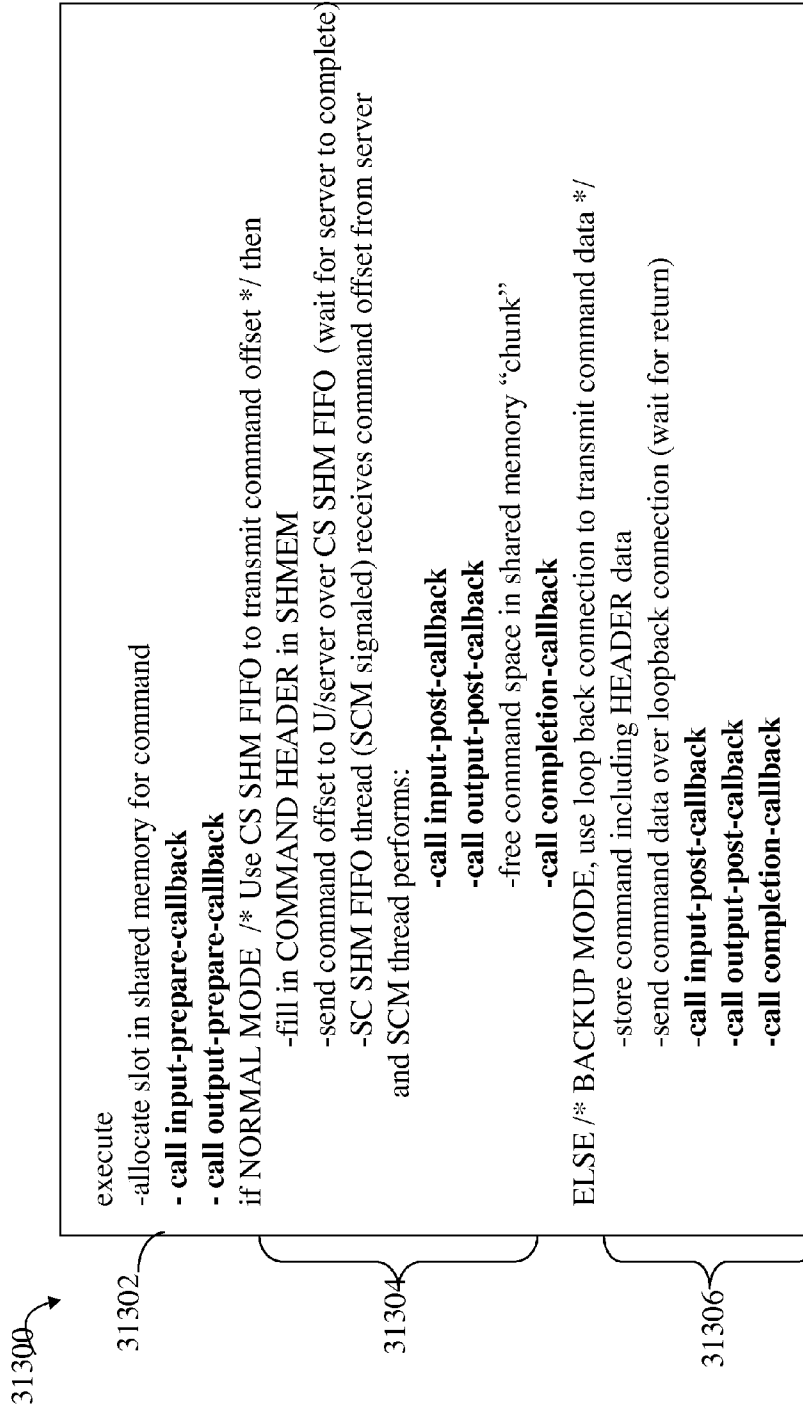 31300
execute
-allocate slot in shared memory for command
31302
- call input-prepare-callback
- call output-prepare-callback
if NORMAL MODE /* Use CS SHM FIFO to transmit command offset */ then
-fill in COMMAND HEADER in SHMEM
-send command offset to U/server over CS SHM FIFO (wait for server to complete)
-SC SHM FIFO thread (SCM signaled) receives command offset from server
and SCM thread performs:
31304
-call input-post-callback
-call output-post-calback
-free command space in shared memory “chunk”
-call completion-callback
ELSE /* BACKUP MODE, use loop back connection to transmit command data */
-store command including HEADER data
-send command data over loopback connection (wait for return)
31306
-call input-post-callback
-call output-post-calback
-call completion-callback